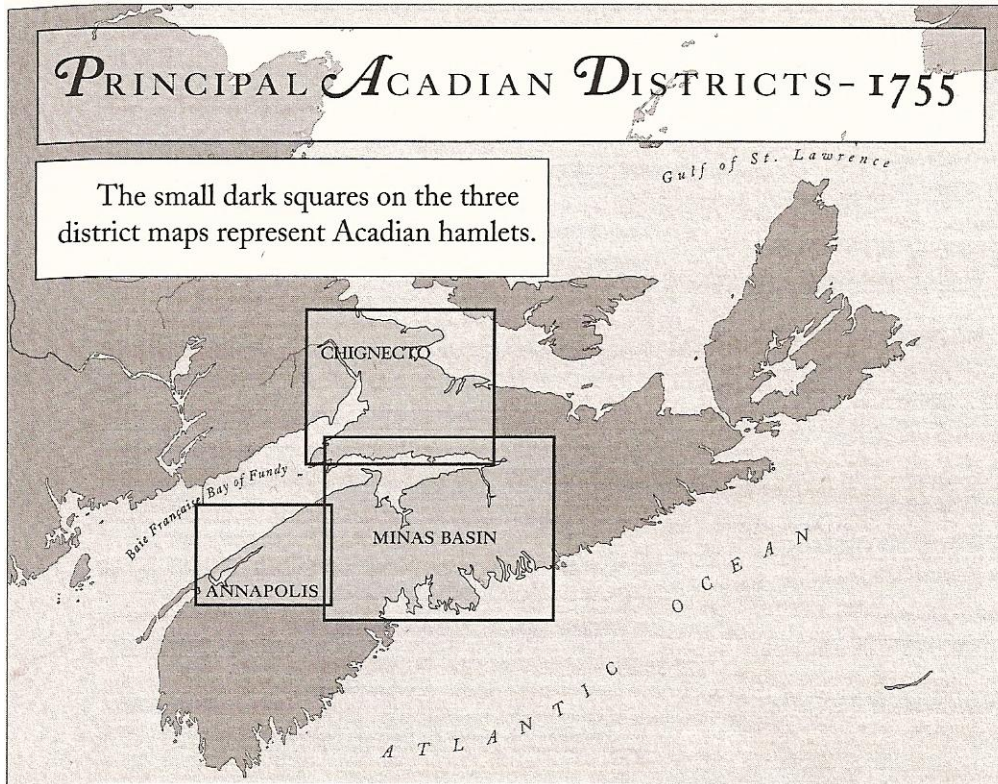 PRINCIPAL ACADIAN DISTRICTS-1755
The small dark squares on the three
district maps represent Acadian hamlets.
Gulf of St. Lawrence
CHIGNECTO
Baie Française Bay of Fundy
MINAS BASIN
ANNAPOLIS
ATLANTIC OCEAN